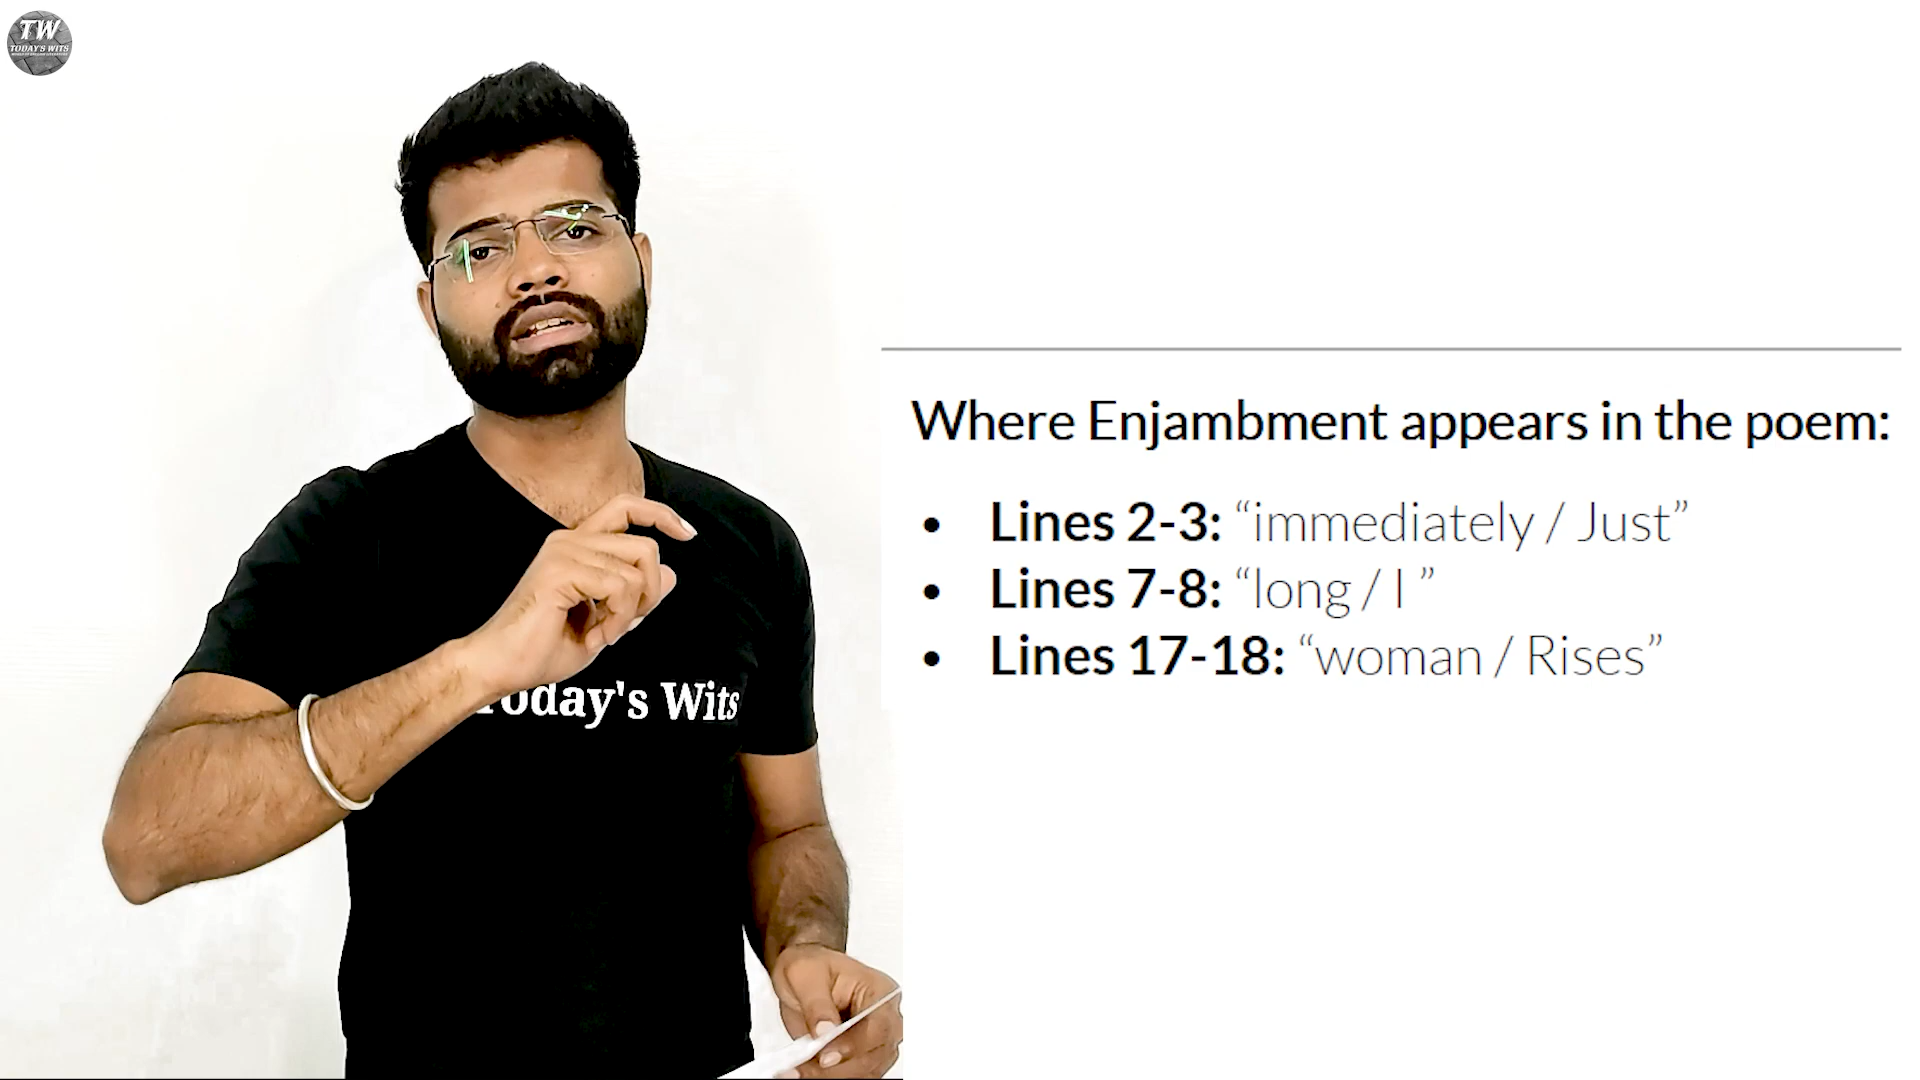 TW
TODAY'S WITS
Where Enjambment appears in the poem:
• Lines 2-3: “immediately / Just”
• Lines 7-8: “long / I ”
• Lines 17-18: “woman / Rises”
Today's Wits